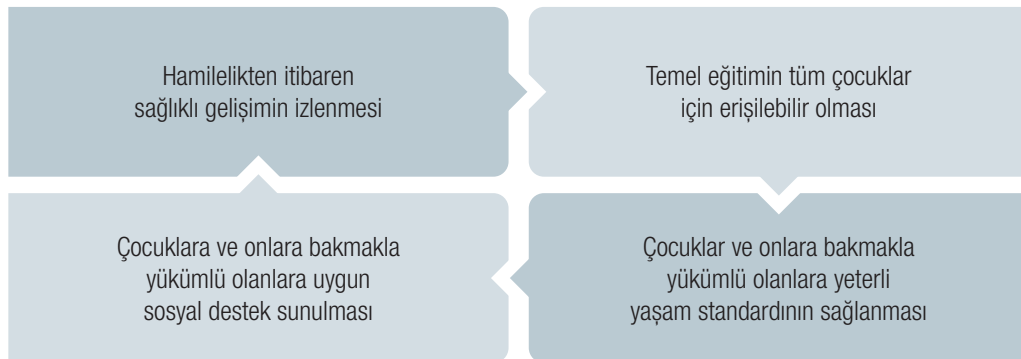 Hamilelikten itibaren
sağlıklı gelişimin izlenmesi
Temel eğitimin tüm çocuklar
için erişilebilir olması
Çocuklara ve onlara bakmakla
yükümlü olanlara uygun
sosyal destek sunulması
Çocuklar ve onlara bakmakla
yükümlü olanlara yeterli
yaşam standardının sağlanması